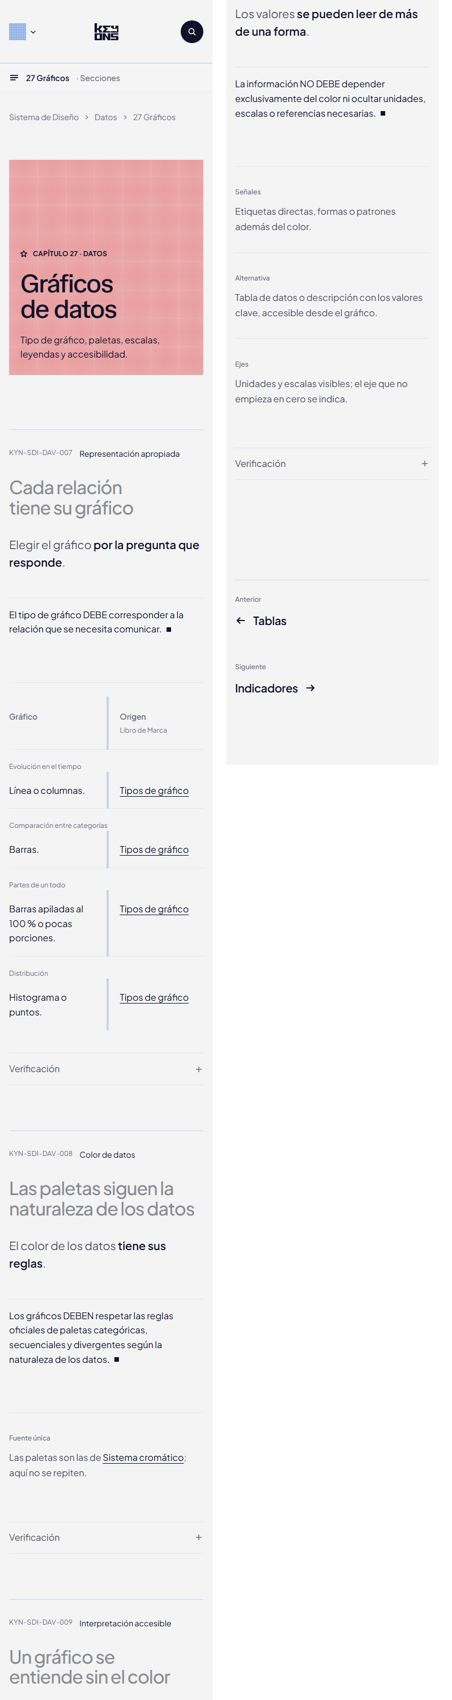 KEY
ONS
27 Gráficos · Secciones
Sistema de Diseño > Datos > 27 Gráficos
CAPÍTULO 27 · DATOS
Gráficos
de datos
Tipo de gráfico, paletas, escalas,
leyendas y accesibilidad.
KYN-SDI-DAV-007 Representación apropiada
Cada relación
tiene su gráfico
Elegir el gráfico por la pregunta que
responde.
El tipo de gráfico DEBE corresponder a la
relación que se necesita comunicar.
Gráfico
Origen
Libro de Marca
Evolución en el tiempo
Línea o columnas.
Tipos de gráfico
Comparación entre categorías
Barras.
Tipos de gráfico
Partes de un todo
Barras apiladas al
100 % o pocas
porciones.
Tipos de gráfico
Distribución
Histograma o
puntos.
Tipos de gráfico
Verificación +
KYN-SDI-DAV-008 Color de datos
Las paletas siguen la
naturaleza de los datos
El color de los datos tiene sus
reglas.
Los gráficos DEBEN respetar las reglas
oficiales de paletas categóricas,
secuenciales y divergentes según la
naturaleza de los datos.
Fuente única
Las paletas son las de Sistema cromático;
aquí no se repiten.
Verificación +
KYN-SDI-DAV-009 Interpretación accesible
Un gráfico se
entiende sin el color
Los valores se pueden leer de más
de una forma.
La información NO DEBE depender
exclusivamente del color ni ocultar unidades,
escalas o referencias necesarias.
Señales
Etiquetas directas, formas o patrones
además del color.
Alternativa
Tabla de datos o descripción con los valores
clave, accesible desde el gráfico.
Ejes
Unidades y escalas visibles; el eje que no
empieza en cero se indica.
Verificación +
Anterior
← Tablas
Siguiente
Indicadores →